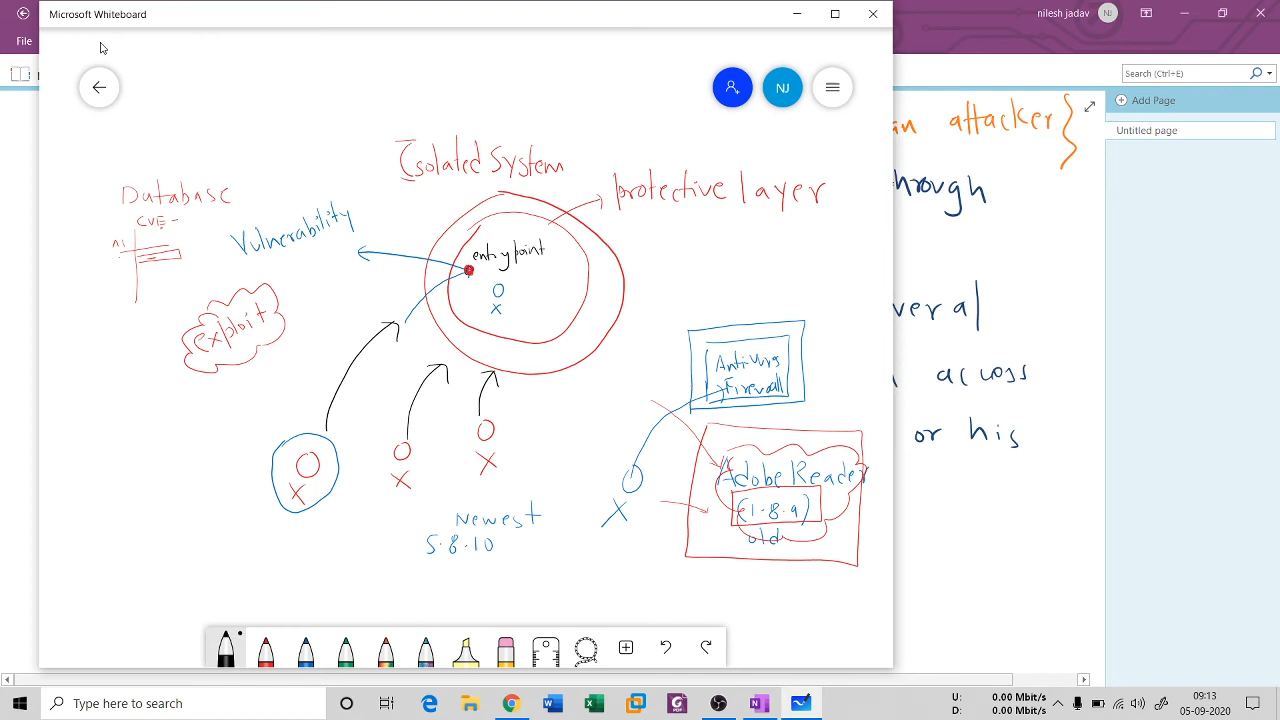 Microsoft Whiteboard
nilesh jadav
NJ
File
NJ
Search (Ctrl+E)
Add Page
Untitled page
an attacker
hrough
veral
across
or his
Isolated System
protective layer
Database
CVE -
Vulnerability
entry point
exploit
Antivirus
Firewall
Adobe Reader
(1.8.9)
old
Newest
5.8.10
Type here to search
U: 0.00 Mbit/s
D: 0.00 Mbit/s
09:13
05-09-2020